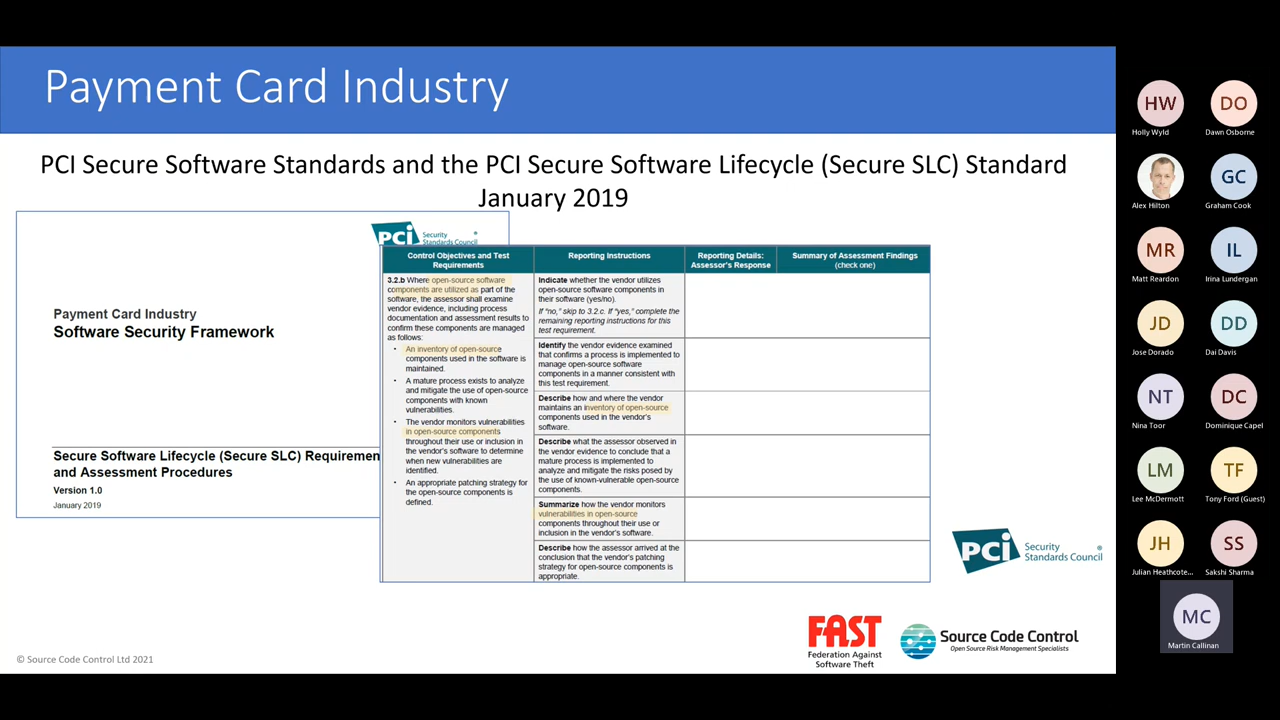 Payment Card Industry
PCI Secure Software Standards and the PCI Secure Software Lifecycle (Secure SLC) Standard
January 2019
PCi Security
Standards Council
Payment Card Industry
Software Security Framework
Secure Software Lifecycle (Secure SLC) Requiremen
and Assessment Procedures
Version 1.0
January 2019
Control Objectives and Test
Requirements
3.2.b Where open-source software
components are utilized as part of the
software, the assessor shall examine
vendor evidence, including process
documentation and assessment results to
confirm these components are managed
as follows:
• An inventory of open-source
components used in the software is
maintained.
• A mature process exists to analyze
and mitigate the use of open-source
components with known
vulnerabilities.
• The vendor monitors vulnerabilities
in open-source components
throughout their use or inclusion in
the vendor's software to determine
when new vulnerabilities are
identified.
• An appropriate patching strategy for
the open-source components is
defined.
Reporting Instructions
Indicate whether the vendor utilizes
open-source software components in
their software (yes/no).
If "no," skip to 3.2.c. If "yes," complete the
remaining reporting instructions for this
test requirement.
Identify the vendor evidence examined
that confirms a process is implemented to
manage open-source software
components in a manner consistent with
this test requirement.
Describe how and where the vendor
maintains an inventory of open-source
components used in the vendor's
software.
Describe what the assessor observed in
the vendor evidence to conclude that a
mature process is implemented to
analyze and mitigate the risks posed by
the use of known-vulnerable open-source
components.
Summarize how the vendor monitors
vulnerabilities in open-source
components throughout their use or
inclusion in the vendor's software.
Describe how the assessor arrived at the
conclusion that the vendor's patching
strategy for open-source components is
appropriate.
Reporting Details:
Assessor's Response
Summary of Assessment Findings
(check one)
PCi Security ®
Standards Council
FAST
Federation Against
Software Theft
Source Code Control
Open Source Risk Management Specialists
© Source Code Control Ltd 2021
HW
Holly Wyld
DO
Dawn Osborne
Alex Hilton
GC
Graham Cook
MR
Matt Reardon
IL
Irina Lundergan
JD
Jose Dorado
DD
Dai Davis
NT
Nina Toor
DC
Dominique Capel
LM
Lee McDermott
TF
Tony Ford (Guest)
JH
Julian Heathcote...
SS
Sakshi Sharma
MC
Martin Callinan